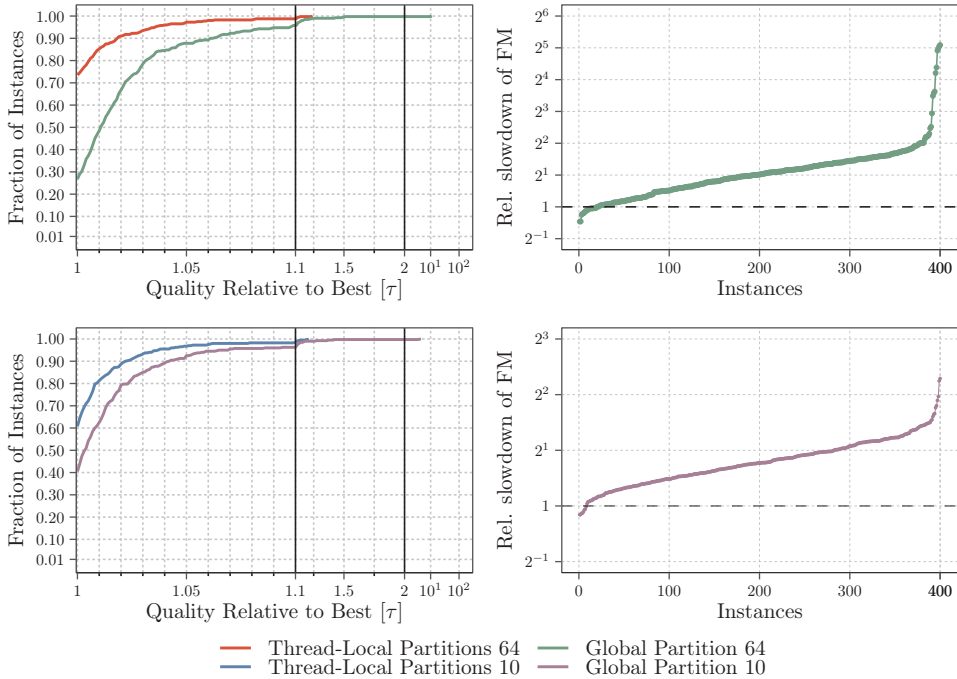 1.00
0.90
0.80
0.70
0.60
0.50
0.40
0.30
0.20
0.10
0.01
Fraction of Instances
1 1.05 1.1 1.5 2 10¹ 10²
Quality Relative to Best [τ]
2⁶
2⁵
2⁴
2³
2²
2¹
1
2⁻¹
Rel. slowdown of FM
0 100 200 300 400
Instances
1.00
0.90
0.80
0.70
0.60
0.50
0.40
0.30
0.20
0.10
0.01
Fraction of Instances
1 1.05 1.1 1.5 2 10¹ 10²
Quality Relative to Best [τ]
2³
2²
2¹
1
2⁻¹
Rel. slowdown of FM
0 100 200 300 400
Instances
Thread-Local Partitions 64 Global Partition 64
Thread-Local Partitions 10 Global Partition 10